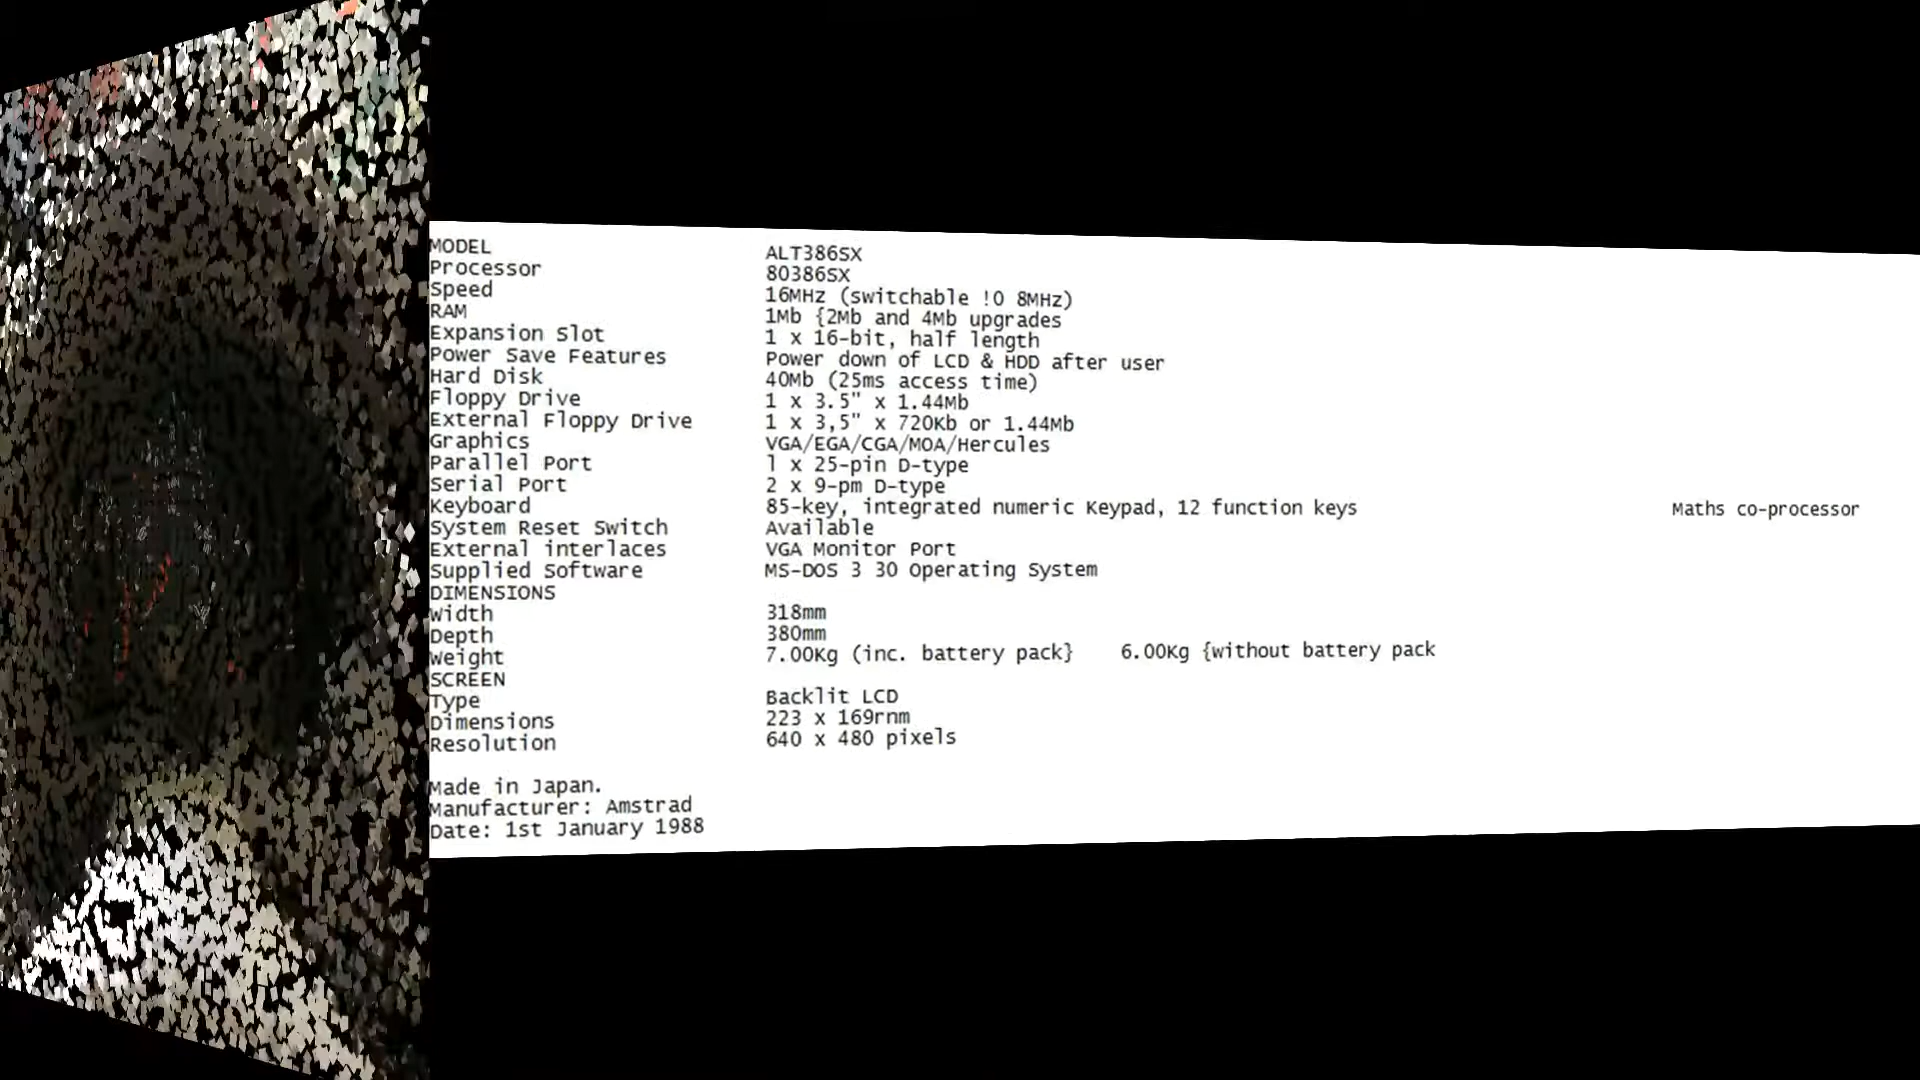 MODEL ALT386SX
Processor 80386SX
Speed 16MHz (switchable !0 8MHz)
RAM 1Mb {2Mb and 4Mb upgrades
Expansion Slot 1 x 16-bit, half length
Power Save Features Power down of LCD & HDD after user
Hard Disk 40Mb (25ms access time)
Floppy Drive 1 x 3.5" x 1.44Mb
External Floppy Drive 1 x 3,5" x 720Kb or 1.44Mb
Graphics VGA/EGA/CGA/MOA/Hercules
Parallel Port l x 25-pin D-type
Serial Port 2 x 9-pm D-type
Keyboard 85-key, integrated numeric Keypad, 12 function keys Maths co-processor
System Reset Switch Available
External interfaces VGA Monitor Port
Supplied Software MS-DOS 3 30 Operating System
DIMENSIONS
Width 318mm
Depth 380mm
Weight 7.00Kg (inc. battery pack} 6.00Kg {without battery pack
SCREEN
Type Backlit LCD
Dimensions 223 x 169rnm
Resolution 640 x 480 pixels
Made in Japan.
Manufacturer: Amstrad
Date: 1st January 1988